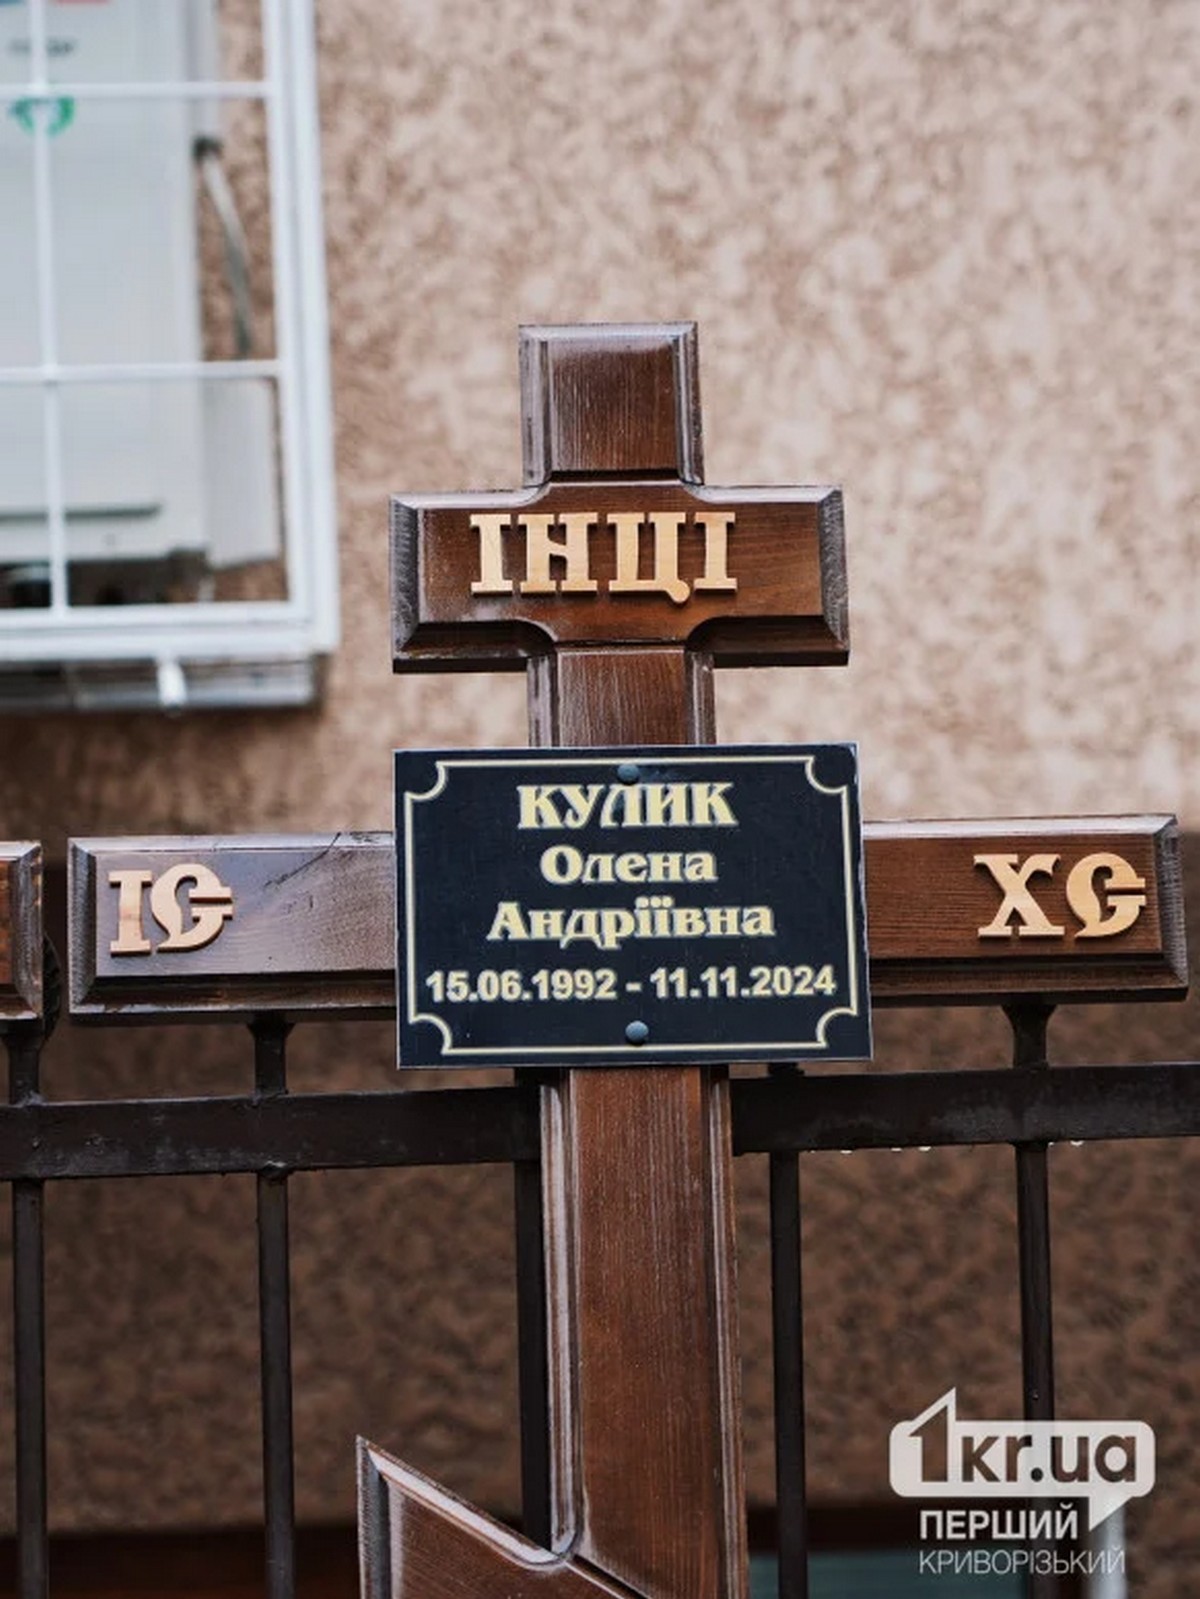 ІНЦІ
КУЛИК
Олена
Андріївна
15.06.1992 - 11.11.2024
ІС ХС
1kr.ua
ПЕРШИЙ
КРИВОРІЗЬКИЙ